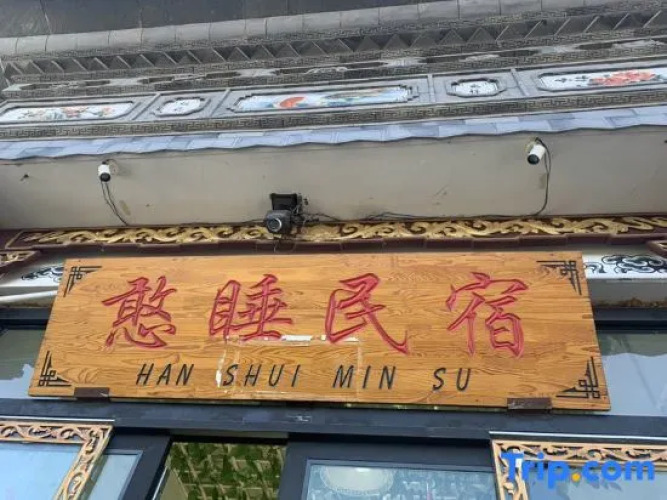 憨睡民宿
HAN SHUI MIN SU
Trip.com